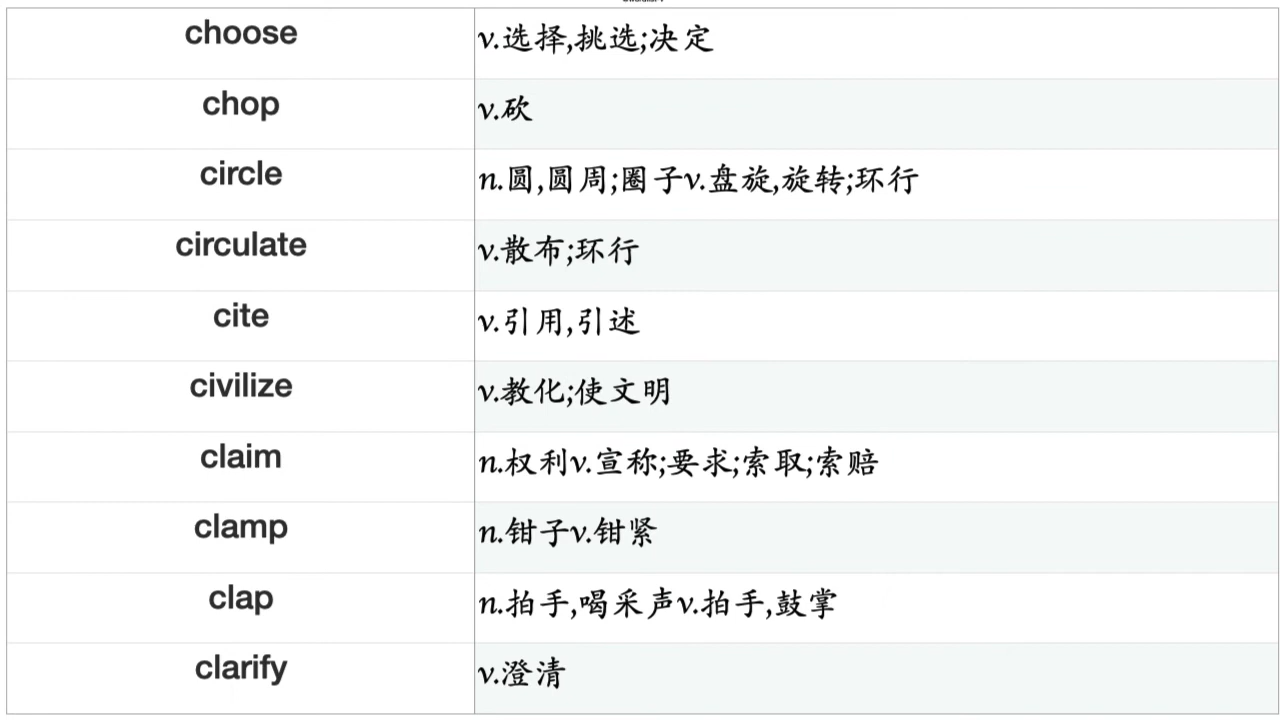 choose v.选择,挑选;决定
chop v.砍
circle n.圆,圆周;圈子v.盘旋,旋转;环行
circulate v.散布;环行
cite v.引用,引述
civilize v.教化;使文明
claim n.权利v.宣称;要求;索取;索赔
clamp n.钳子v.钳紧
clap n.拍手,喝采声v.拍手,鼓掌
clarify v.澄清